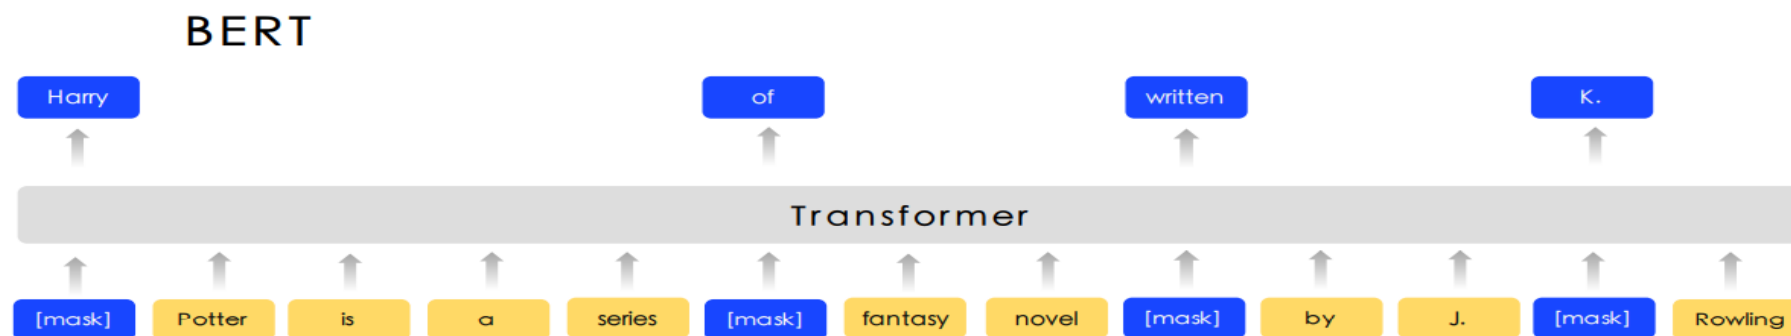 BERT
Harry of written K.
Transformer
[mask] Potter is a series [mask] fantasy novel [mask] by J. [mask] Rowling